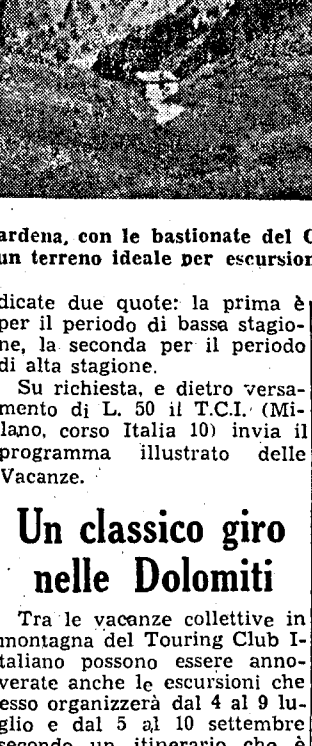 ardena, con le bastionate del
un terreno ideale per escursion
dicate due quote: la prima è
per il periodo di bassa stagio-
ne, la seconda per il periodo
di alta stagione.
Su richiesta, e dietro versa-
mento di L. 50 il T.C.I. (Mi-
lano, corso Italia 10) invia il
programma illustrato delle
Vacanze.
Un classico giro
nelle Dolomiti
Tra le vacanze collettive in
montagna del Touring Club I-
taliano possono essere anno-
verate anche le escursioni che
esso organizzerà dal 4 al 9 lu-
glio e dal 5 al 10 settembre
secondo un itinerario che è